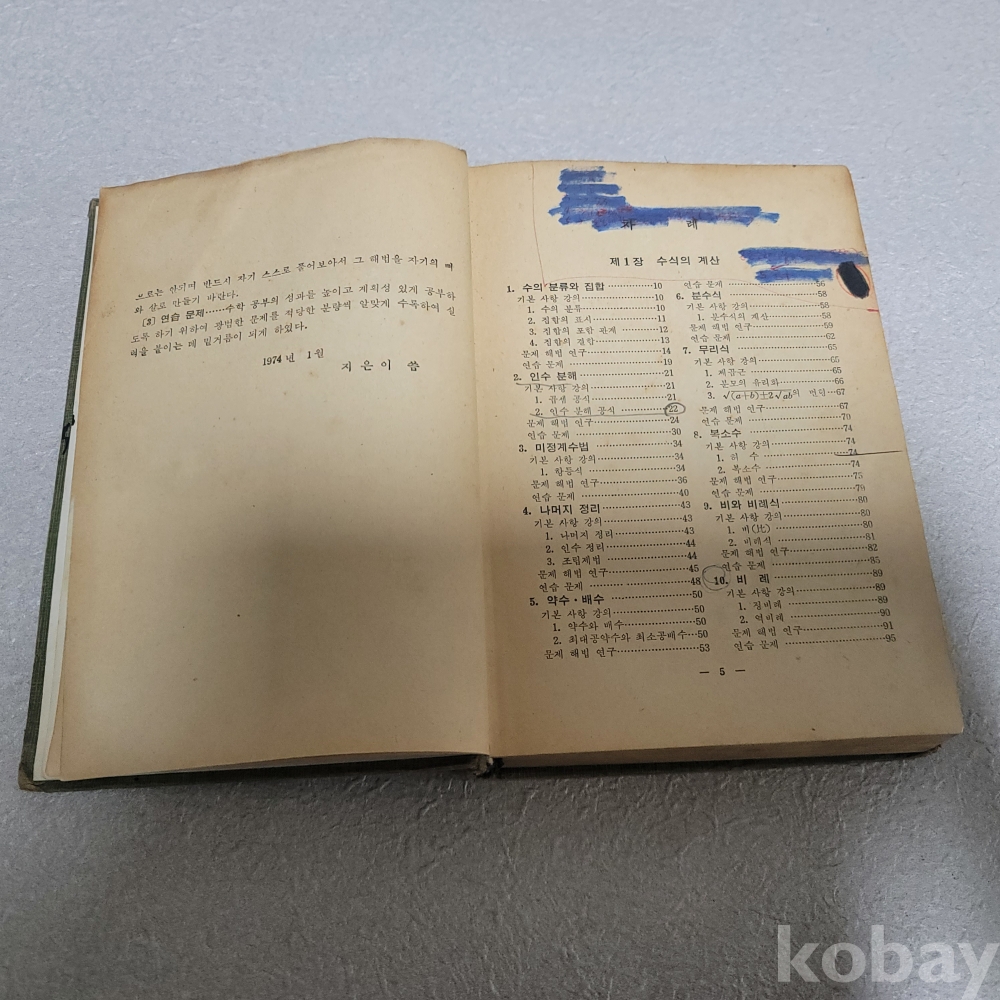 브르는 안되며 반드시 자기 스스로 풀어보아서 그 해법을 자기의 뼈
와 살로 만들기 바란다.
[3] 연습 문제……수학 공부의 성과를 높이고 계획성 있게 공부하
도록 하기 위하여 광범한 문제를 적당한 분량씩 알맞게 수록하여 실
력을 붙이는 데 밑거름이 되게 하였다.
1974년 1월
지은이 씀
차 례
제1장 수식의 계산
1. 수의 분류와 집합……10
기본 사항 강의……10
1. 수의 분류……10
2. 집합의 표시……11
3. 집합의 포함 관계……12
4. 집합의 결합……13
문제 해법 연구……14
연습 문제……19
2. 인수 분해……21
기본 사항 강의……21
1. 곱셈 공식……21
2. 인수 분해 공식……22
문제 해법 연구……24
연습 문제……30
3. 미정계수법……34
기본 사항 강의……34
1. 항등식……34
문제 해법 연구……36
연습 문제……40
4. 나머지 정리……43
기본 사항 강의……43
1. 나머지 정리……43
2. 인수 정리……44
3. 조립제법……44
문제 해법 연구……45
연습 문제……48
5. 약수·배수……50
기본 사항 강의……50
1. 약수와 배수……50
2. 최대공약수와 최소공배수……50
문제 해법 연구……53
연습 문제……56
6. 분수식……58
기본 사항 강의……58
1. 분수식의 계산……58
문제 해법 연구……59
연습 문제……62
7. 무리식……65
기본 사항 강의……65
1. 제곱근……65
2. 분모의 유리화……66
3. √(a+b)±2√ab의 변형……67
문제 해법 연구……67
연습 문제……70
8. 복소수……74
기본 사항 강의……74
1. 허 수……74
2. 복소수……74
문제 해법 연구……75
연습 문제……79
9. 비와 비례식……80
기본 사항 강의……80
1. 비(比)……80
2. 비례식……81
문제 해법 연구……82
연습 문제……85
10. 비 례……89
기본 사항 강의……89
1. 정비례……89
2. 역비례……90
문제 해법 연구……91
연습 문제……95
— 5 —
kobay